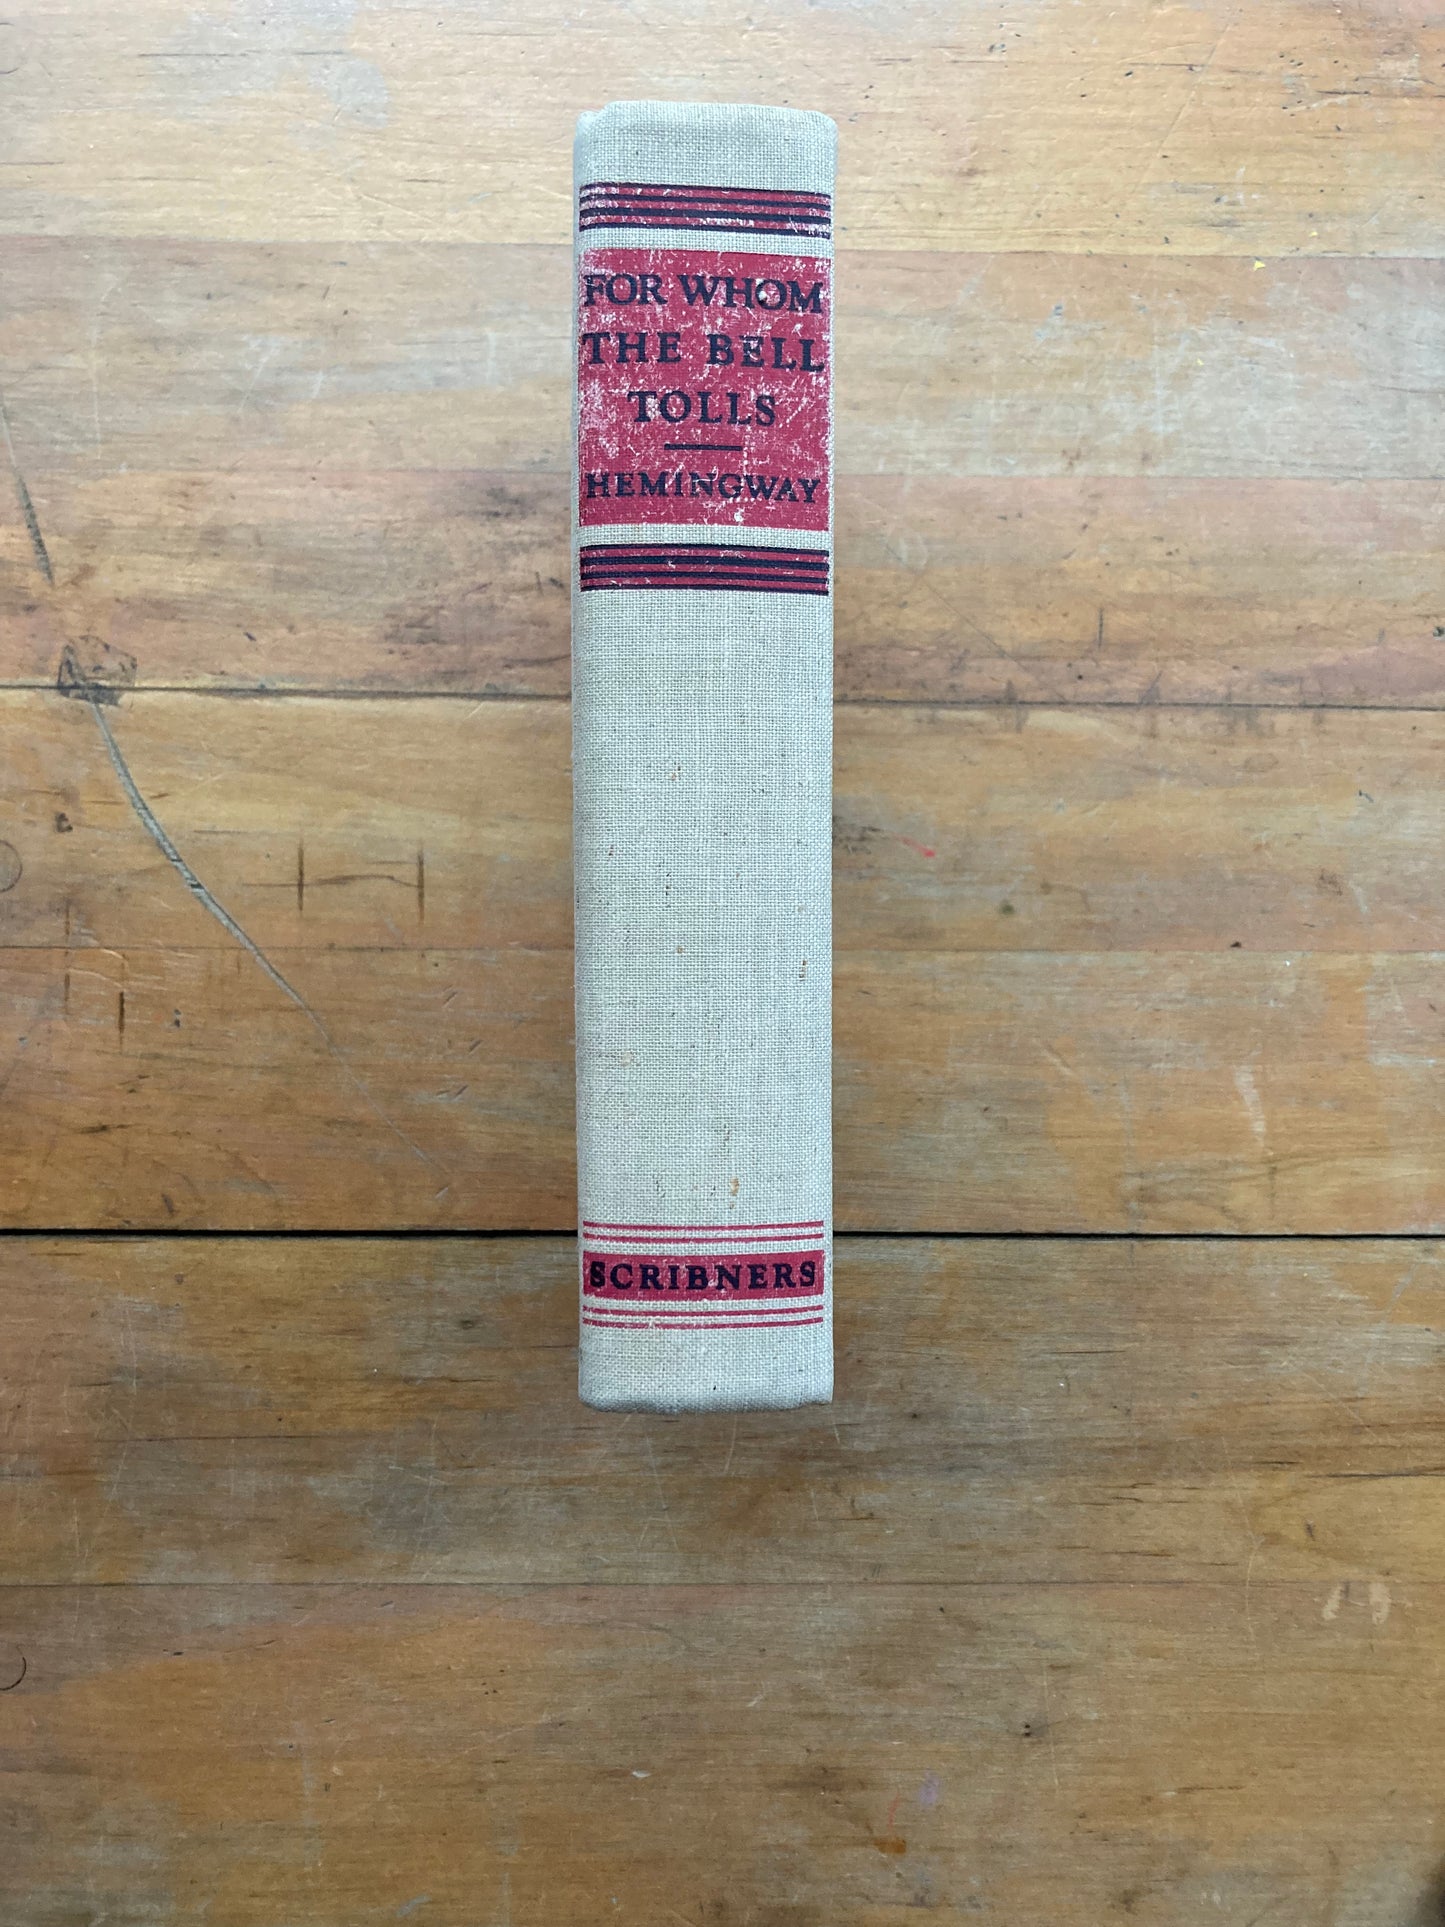 FOR WHOM
THE BELL
TOLLS
HEMINGWAY
SCRIBNERS